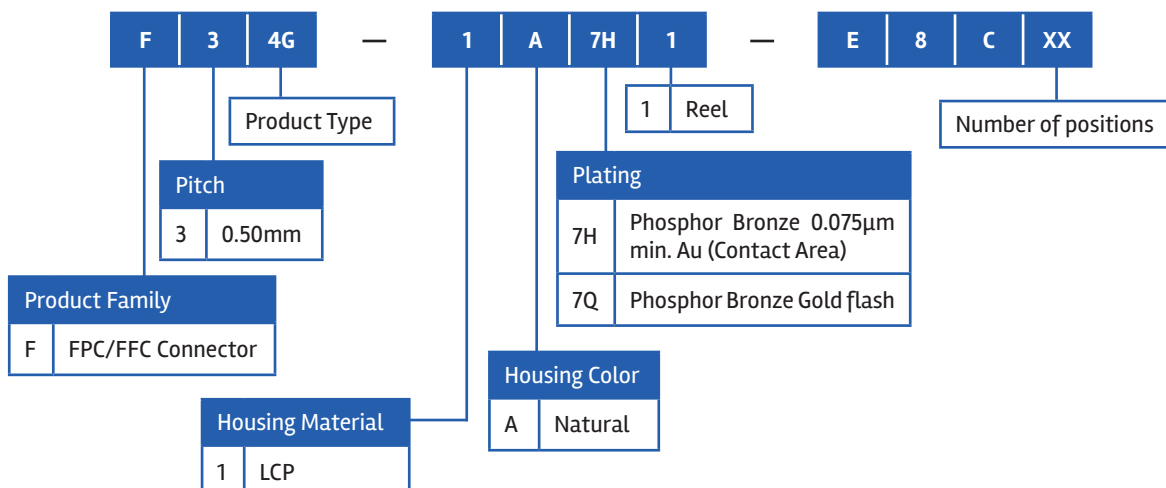 F 3 4G — 1 A 7H 1 — E 8 C XX
Product Type
1 Reel
Number of positions
Pitch
3 0.50mm
Plating
7H Phosphor Bronze 0.075µm
min. Au (Contact Area)
7Q Phosphor Bronze Gold flash
Product Family
F FPC/FFC Connector
Housing Color
A Natural
Housing Material
1 LCP